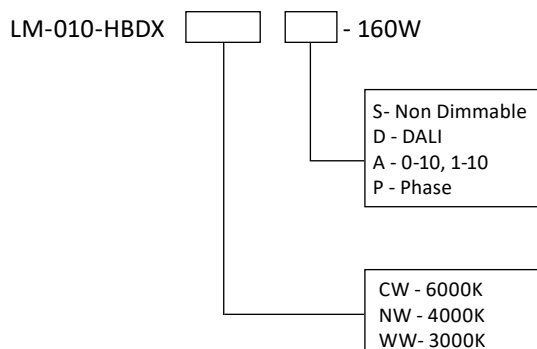 LM-010-HBDX - 160W
S- Non Dimmable
D - DALI
A - 0-10, 1-10
P - Phase
CW - 6000K
NW - 4000K
WW- 3000K